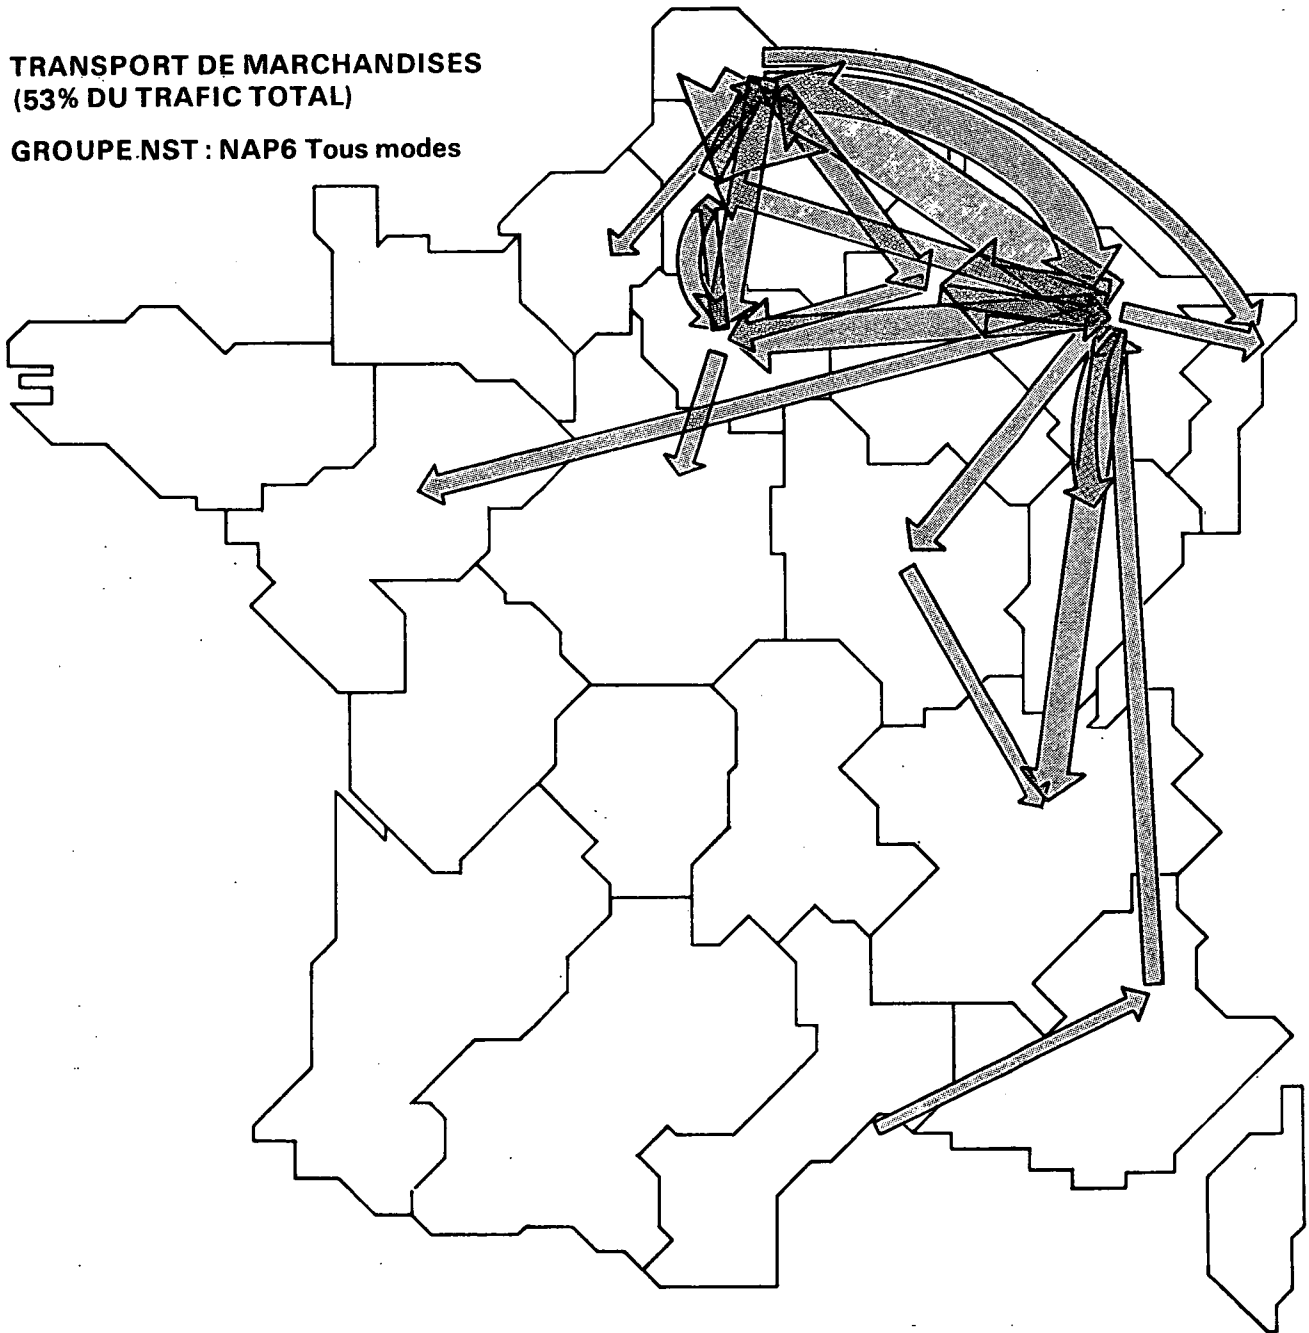 TRANSPORT DE MARCHANDISES
(53% DU TRAFIC TOTAL)
GROUPE NST : NAP6 Tous modes